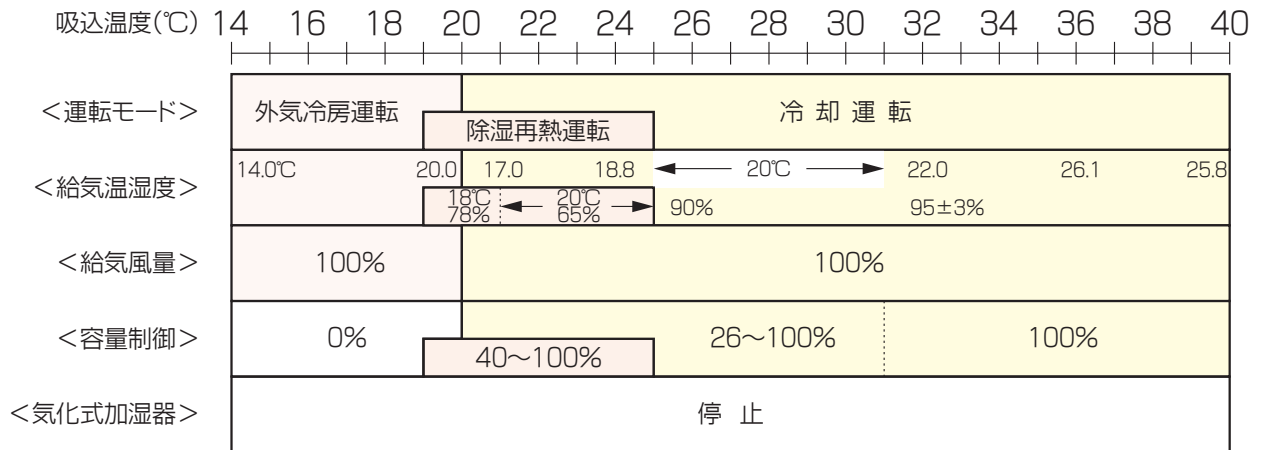 吸込温度(℃) 14 16 18 20 22 24 26 28 30 32 34 36 38 40
<運転モード> 外気冷房運転 冷却運転
除湿再熱運転
<給気温湿度> 14.0℃ 20.0 17.0 18.8 20℃ 22.0 26.1 25.8
18℃ 20℃
78% 65% 90% 95±3%
<給気風量> 100% 100%
<容量制御> 0% 26〜100% 100%
40〜100%
<気化式加湿器> 停止